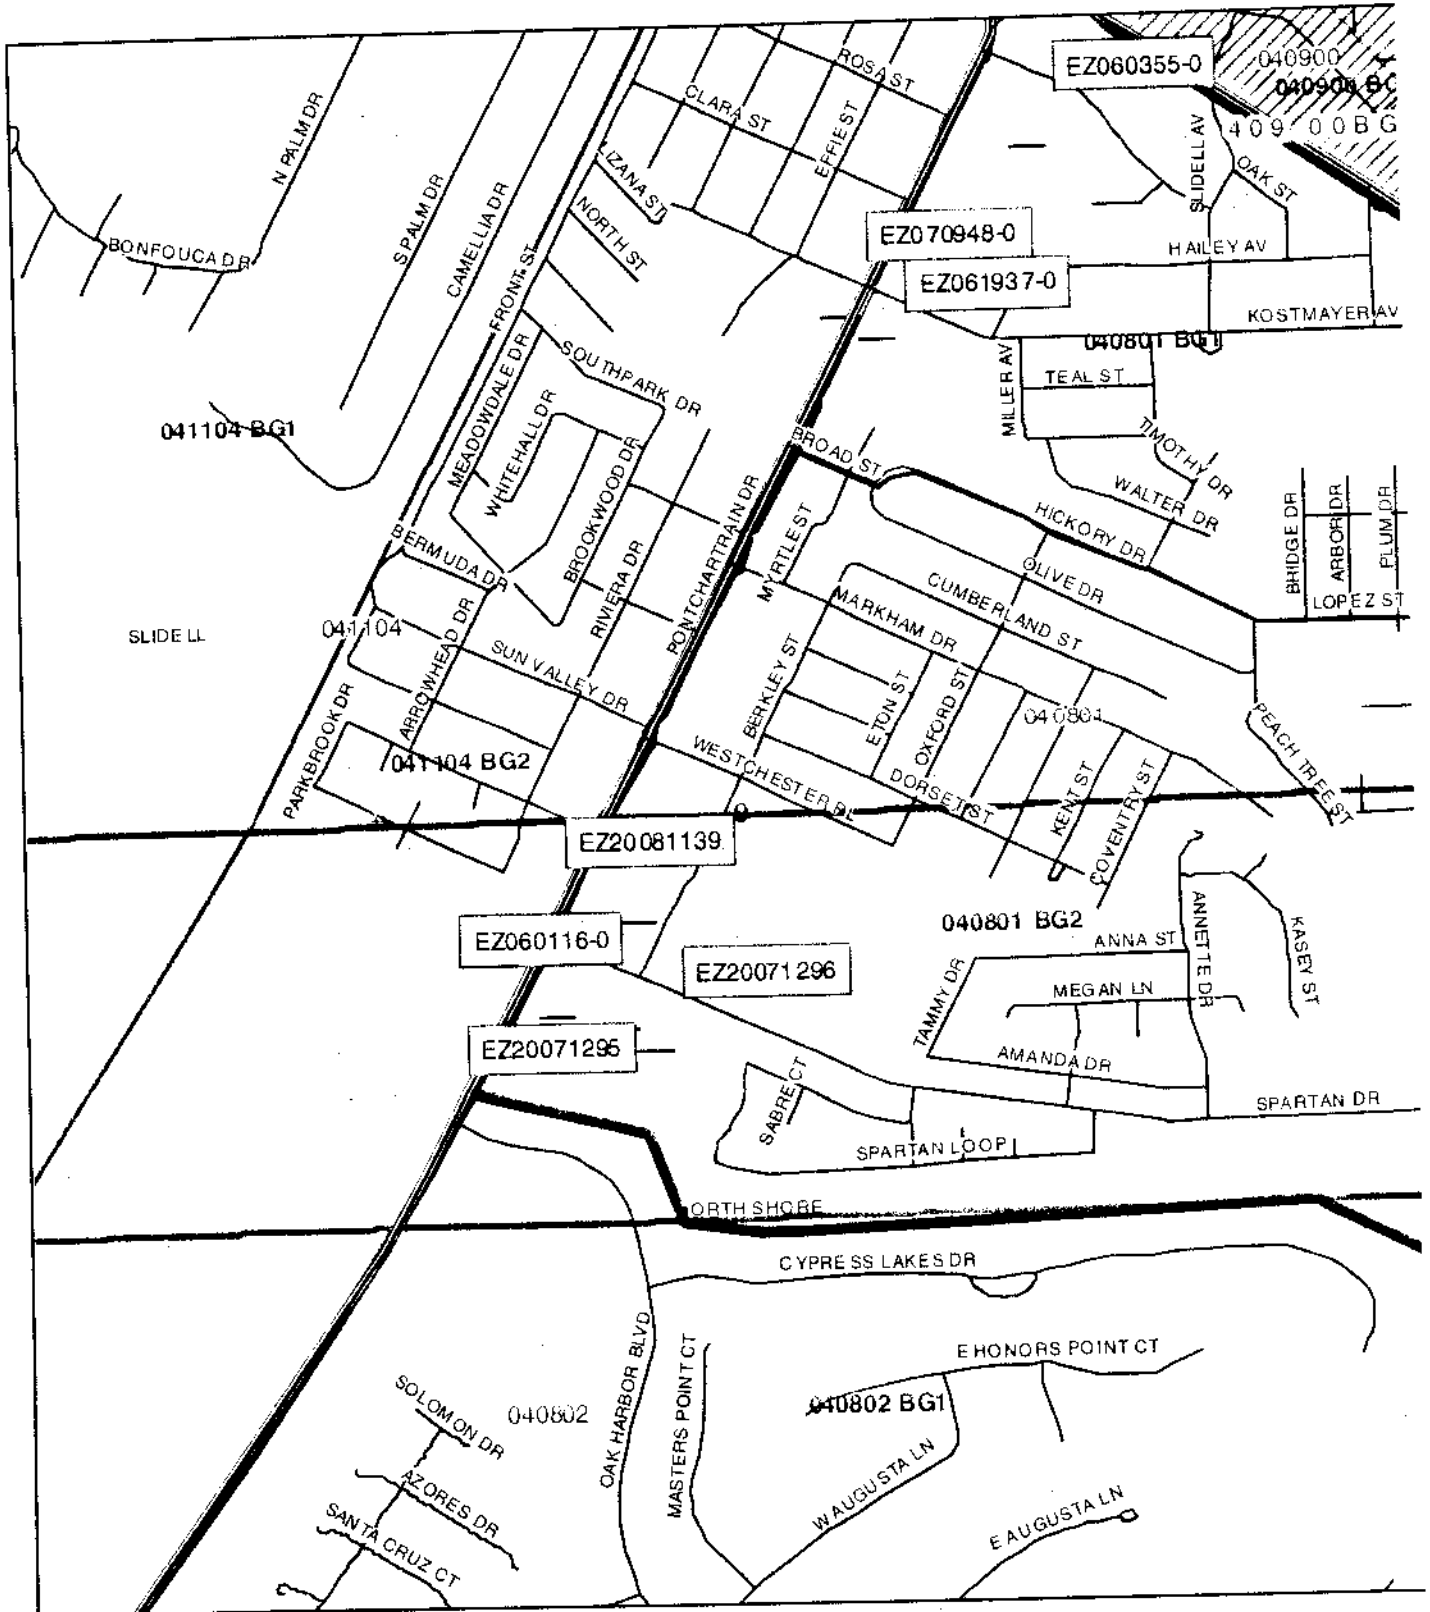 EZ060355-0
040900
040900 BG
409 00BG
ROSA ST
CLARA ST
EFFIE ST
N PALM DR
LIZANA ST
SLIDELL AV
OAK ST
S PALM DR
CAMELLIA DR
NORTH ST
EZ070948-0
HAILEY AV
BONFOUCA DR
EZ061937-0
FRONT ST
KOSTMAYER AV
040801 BG1
MEADOWDALE DR
SOUTHPARK DR
MILLER AV
TEAL ST
041104 BG1
WHITEHALL DR
BROOKWOOD DR
BROAD ST
TIMOTHY DR
WALTER DR
HICKORY DR
PONTCHARTRAIN DR
MYRTLE ST
BRIDGE DR
ARBOR DR
PLUM DR
BERMUDA DR
RIVIERA DR
OLIVE DR
CUMBERLAND ST
MARKHAM DR
LOPEZ ST
SLIDELL
041104
ARROWHEAD DR
SUN VALLEY DR
BERKLEY ST
ETON ST
OXFORD ST
040801
PEACH TREE ST
PARKBROOK DR
041104 BG2
WESTCHESTER PL
DORSET ST
KENT ST
COVENTRY ST
EZ20081139
EZ060116-0
040801 BG2
ANNETTE DR
KASEY ST
ANNA ST
EZ20071296
TAMMY DR
MEGAN LN
EZ20071295
AMANDA DR
SABRE CT
SPARTAN DR
SPARTAN LOOP
ORTH SHORE
CYPRESS LAKES DR
OAK HARBOR BLVD
MASTERS POINT CT
E HONORS POINT CT
SOLOMON DR
040802
040802 BG1
W AUGUSTA LN
AZORES DR
E AUGUSTA LN
SANTA CRUZ CT